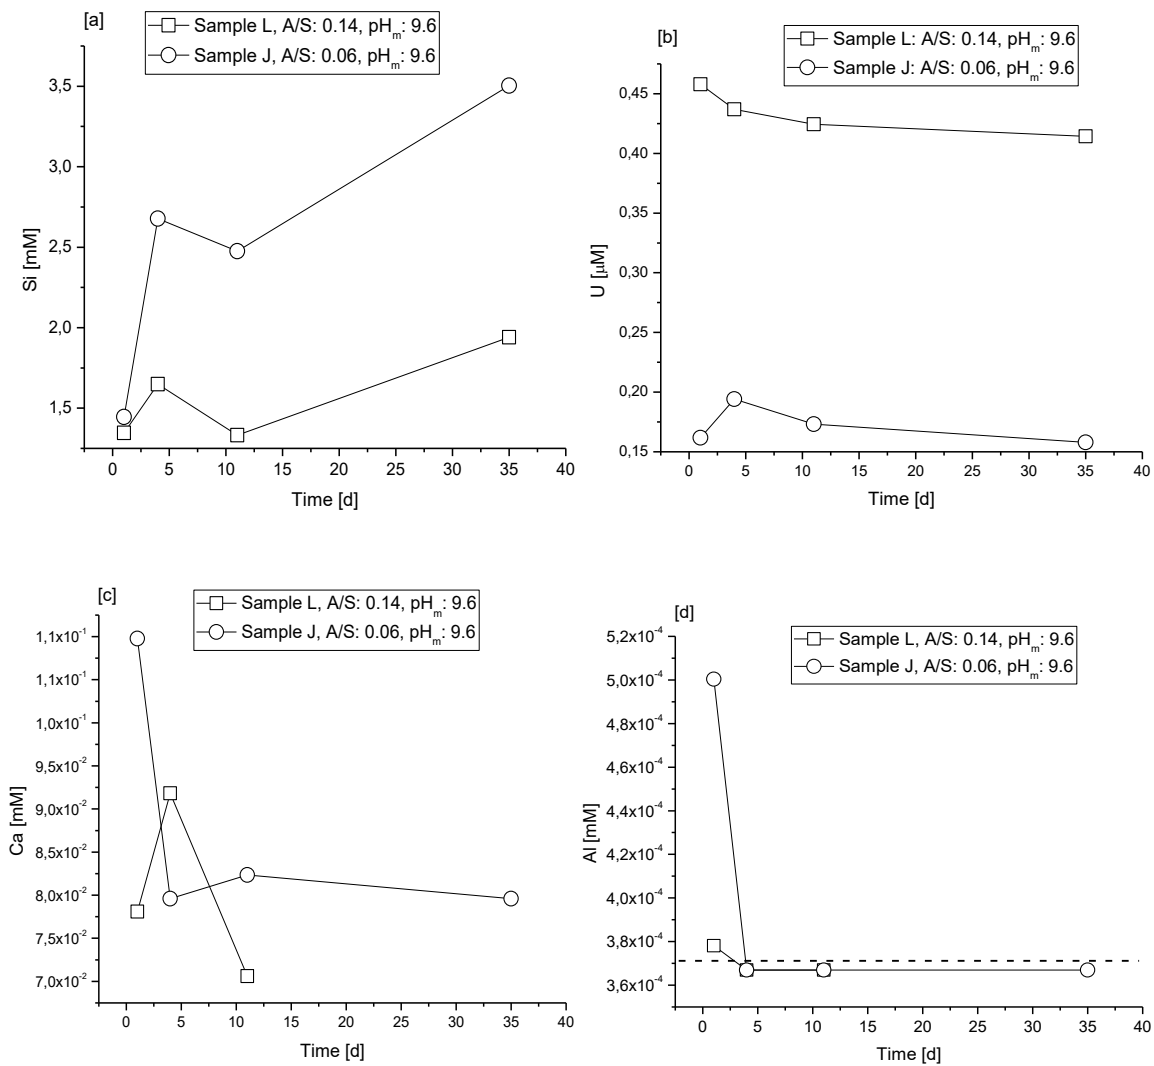 [a]
Sample L, A/S: 0.14, pHm: 9.6
Sample J, A/S: 0.06, pHm: 9.6
3,5
3,0
2,5
2,0
1,5
Si [mM]
0 5 10 15 20 25 30 35 40
Time [d]
[b]
Sample L: A/S: 0.14, pHm: 9.6
Sample J: A/S: 0.06, pHm: 9.6
0,45
0,40
0,35
0,30
0,25
0,20
0,15
U [µM]
0 5 10 15 20 25 30 35 40
Time [d]
[c]
Sample L, A/S: 0.14, pHm: 9.6
Sample J, A/S: 0.06, pHm: 9.6
1,1x10⁻¹
1,1x10⁻¹
1,0x10⁻¹
9,5x10⁻²
9,0x10⁻²
8,5x10⁻²
8,0x10⁻²
7,5x10⁻²
7,0x10⁻²
Ca [mM]
0 5 10 15 20 25 30 35 40
Time [d]
[d]
Sample L, A/S: 0.14, pHm: 9.6
Sample J, A/S: 0.06, pHm: 9.6
5,2x10⁻⁴
5,0x10⁻⁴
4,8x10⁻⁴
4,6x10⁻⁴
4,4x10⁻⁴
4,2x10⁻⁴
4,0x10⁻⁴
3,8x10⁻⁴
3,6x10⁻⁴
Al [mM]
0 5 10 15 20 25 30 35 40
Time [d]